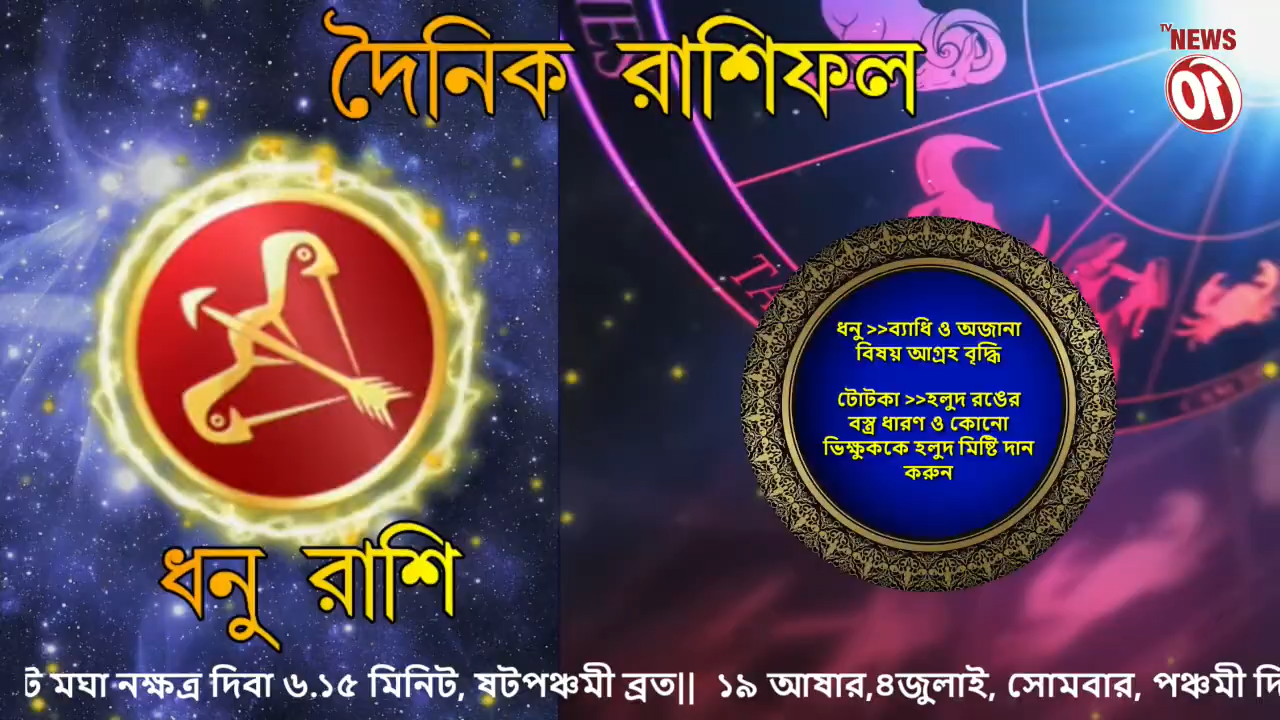 দৈনিক রাশিফল
TV NEWS
০১
ধনু >>ব্যাধি ও অজানা
বিষয় আগ্রহ বৃদ্ধি
টোটকা >>হলুদ রঙের
বস্ত্র ধারণ ও কোনো
ভিক্ষুককে হলুদ মিষ্টি দান
করুন
ধনু রাশি
ট মঘা নক্ষত্র দিবা ৬.১৫ মিনিট, ষটপঞ্চমী ব্রত|| ১৯ আষার,৪জুলাই, সোমবার, পঞ্চমী দি